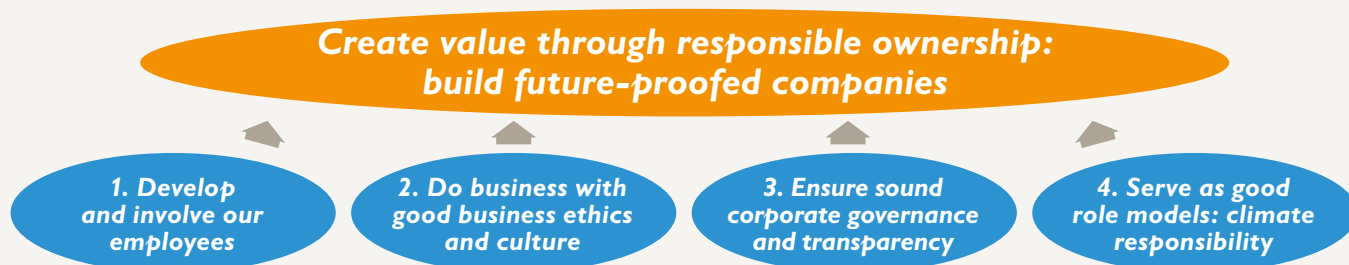 Create value through responsible ownership:
build future-proofed companies
1. Develop
and involve our
employees
2. Do business with
good business ethics
and culture
3. Ensure sound
corporate governance
and transparency
4. Serve as good
role models: climate
responsibility